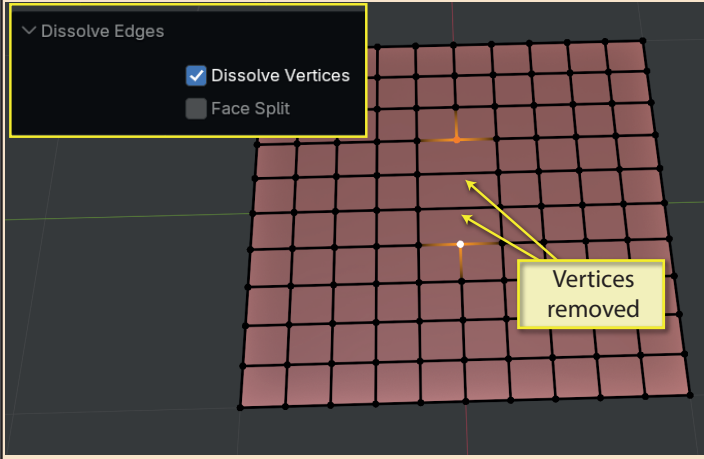 Dissolve Edges
Dissolve Vertices
Face Split
Vertices
removed